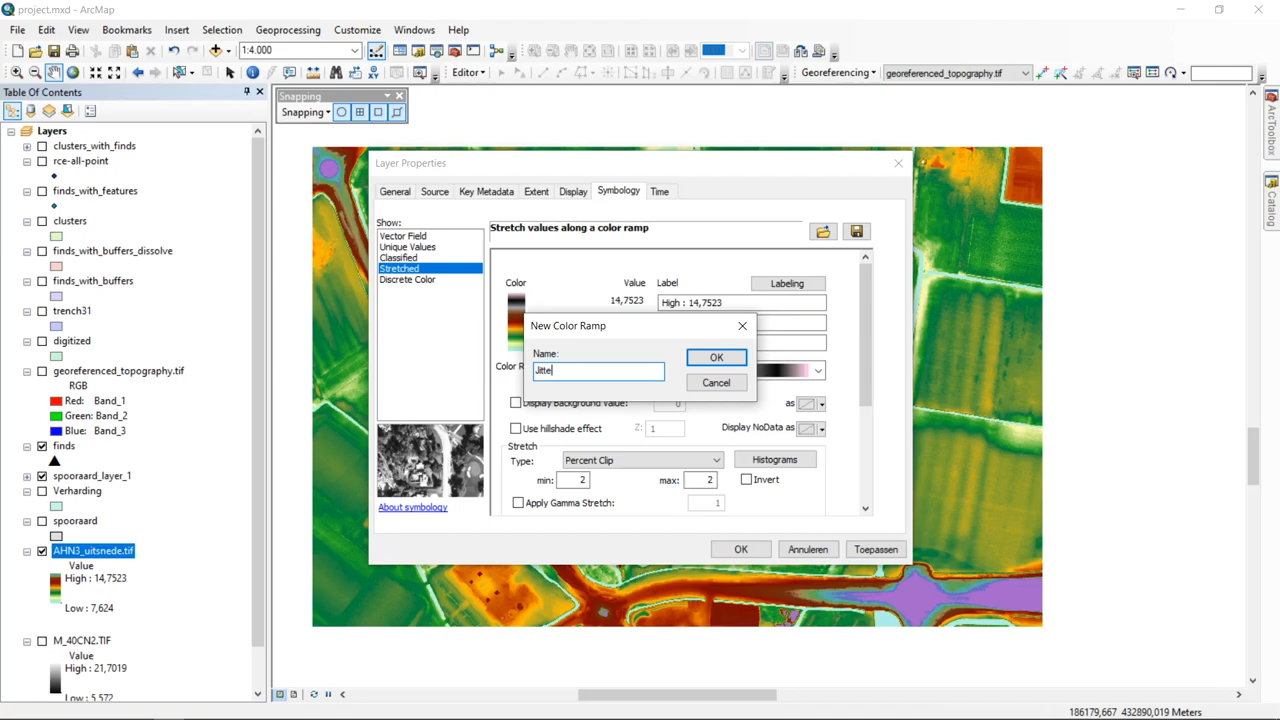 project.mxd - ArcMap
File Edit View Bookmarks Insert Selection Geoprocessing Customize Windows Help
1:4.000
Editor Georeferencing georeferenced_topography.tif
Table Of Contents
Layers
clusters_with_finds
rce-all-point
finds_with_features
clusters
finds_with_buffers_dissolve
finds_with_buffers
trench31
digitized
georeferenced_topography.tif
RGB
Red: Band_1
Green: Band_2
Blue: Band_3
finds
spooraard_layer_1
Verharding
spooraard
AHN3_uitsnede.tif
Value
High : 14,7523
Low : 7,624
M_40CN2.TIF
Value
High : 21,7019
Low : 5,572
Snapping
Snapping
Layer Properties
General Source Key Metadata Extent Display Symbology Time
Show:
Vector Field
Unique Values
Classified
Stretched
Discrete Color
About symbology
Stretch values along a color ramp
Color Value Label Labeling
14,7523 High : 14,7523
Color R
Display Background Value: 0 as
Use hillshade effect Z: 1 Display NoData as
Stretch
Type: Percent Clip Histograms
min: 2 max: 2 Invert
Apply Gamma Stretch: 1
OK Annuleren Toepassen
New Color Ramp
Name:
Jitte
OK
Cancel
ArcToolbox
Catalog
186179,667 432890,019 Meters